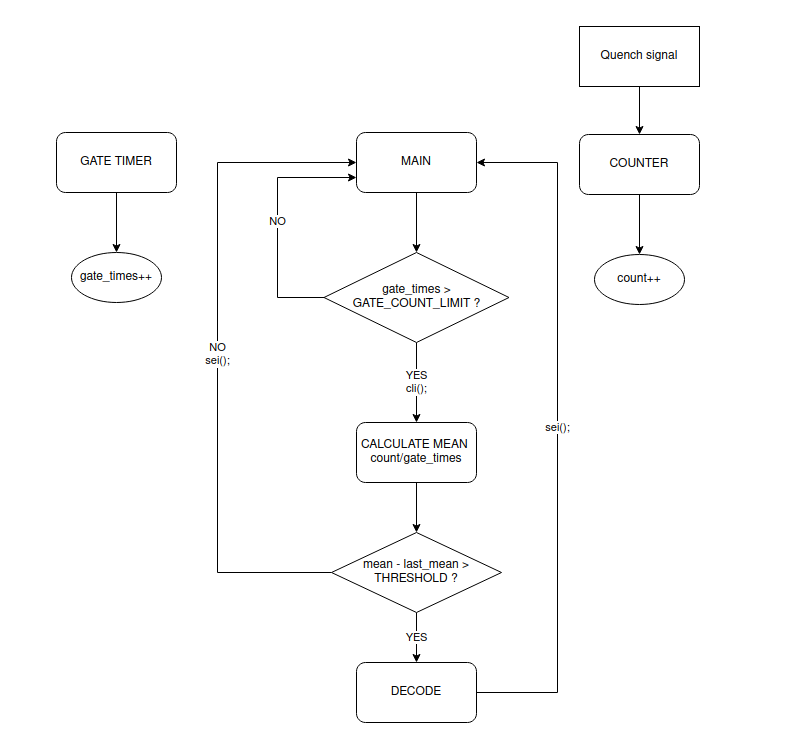 Quench signal
GATE TIMER
MAIN
COUNTER
NO
gate_times++
gate_times >
GATE_COUNT_LIMIT ?
count++
NO
sei();
YES
cli();
sei();
CALCULATE MEAN
count/gate_times
mean - last_mean >
THRESHOLD ?
YES
DECODE